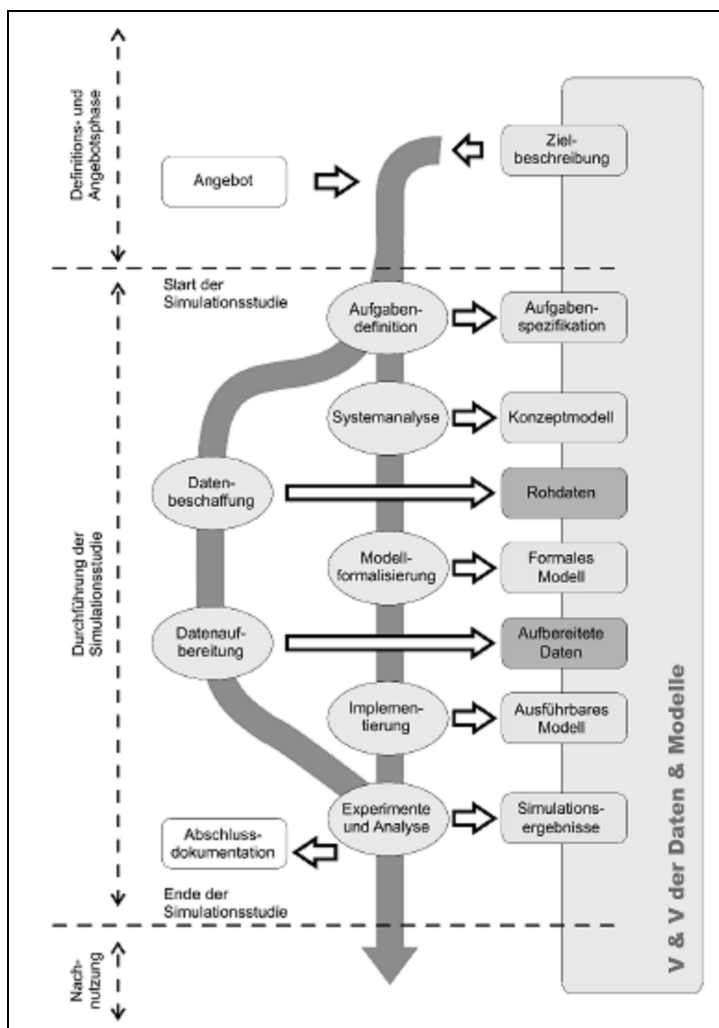 Definitions- und
Angebotsphase
Angebot
Ziel-
beschreibung
Start der
Simulationsstudie
Aufgaben-
definition
Aufgaben-
spezifikation
Systemanalyse
Konzeptmodell
Daten-
beschaffung
Rohdaten
Durchführung der
Simulationsstudie
Modell-
formalisierung
Formales
Modell
Datenauf-
bereitung
Aufbereitete
Daten
Implemen-
tierung
Ausführbares
Modell
Experimente
und Analyse
Simulations-
ergebnisse
Abschluss-
dokumentation
Ende der
Simulationsstudie
Nach-
nutzung
V & V der Daten & Modelle